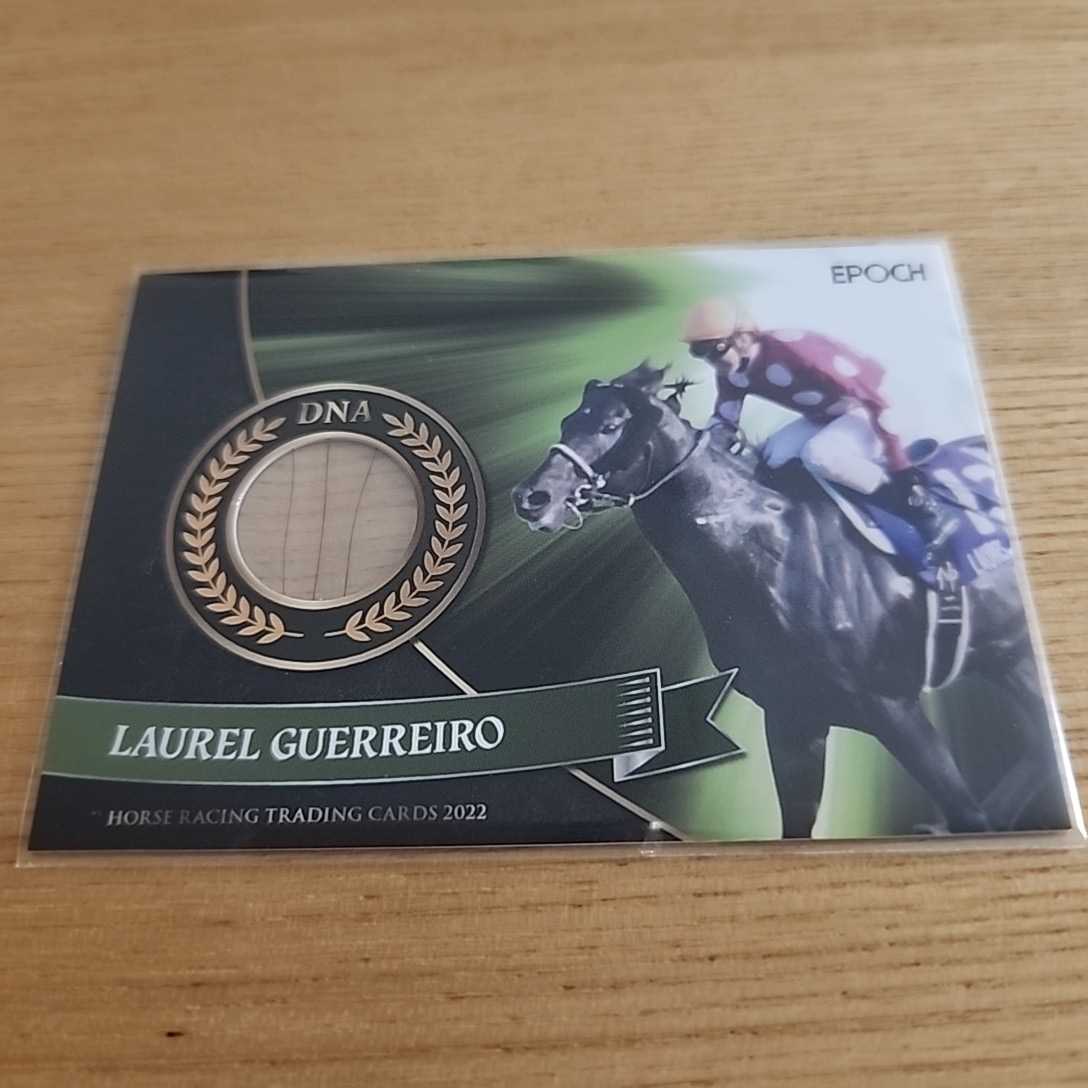 EPOCH
DNA
LAUREL GUERREIRO
HORSE RACING TRADING CARDS 2022